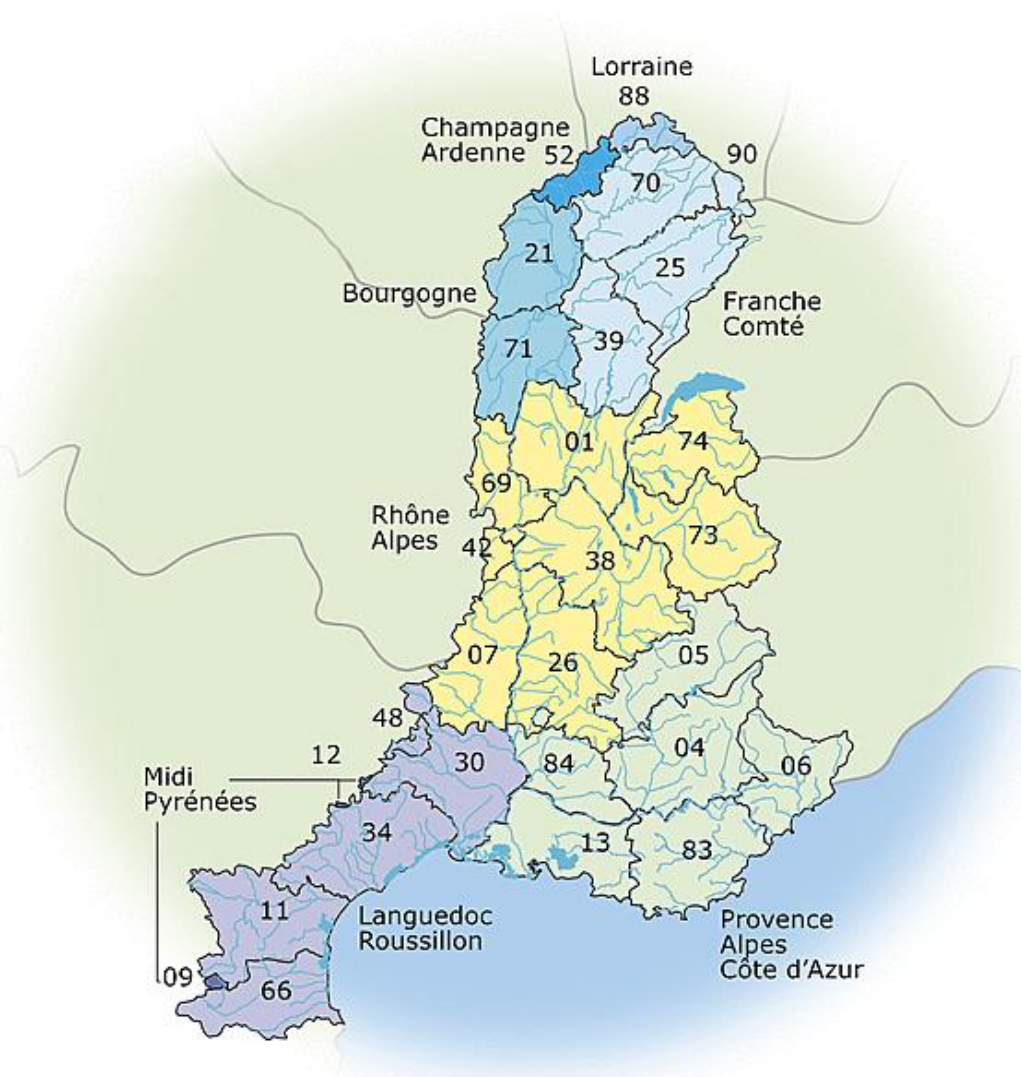 Lorraine
88
Champagne
Ardenne
52
90
70
21
25
Bourgogne
Franche
Comté
39
71
01
74
69
Rhône
Alpes
42
73
38
07
26
05
48
12
30
84
04
06
Midi
Pyrénées
34
13
83
11
Languedoc
Roussillon
Provence
Alpes
Côte d'Azur
09
66